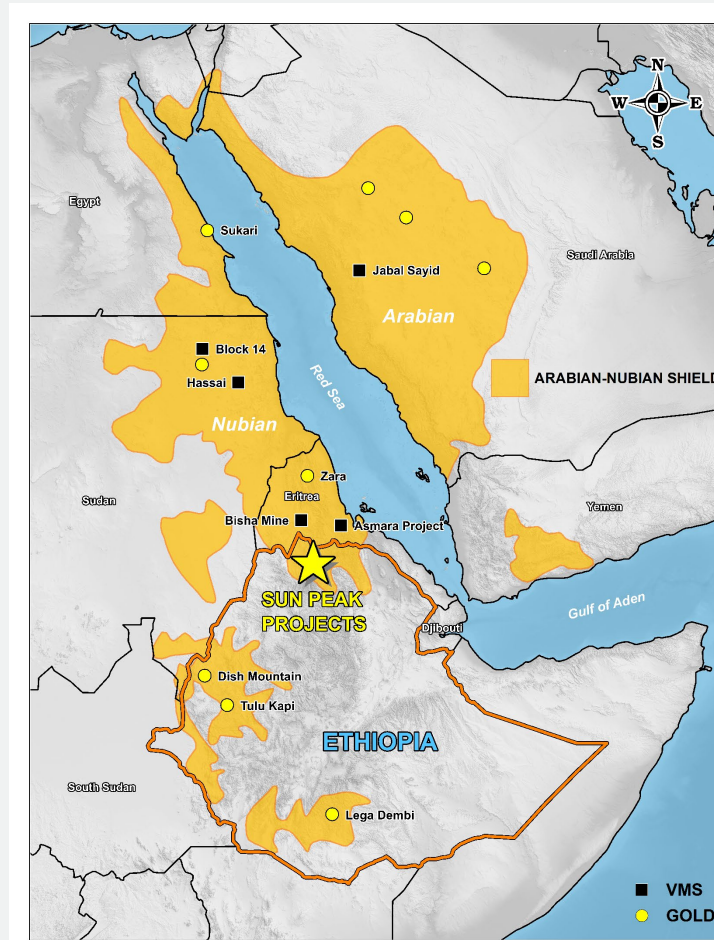 N
W
E
S
Egypt
Sukari
Saudi Arabia
Jabal Sayid
Arabian
Block 14
Red Sea
ARABIAN-NUBIAN SHIELD
Hassai
Nubian
Zara
Eritrea
Sudan
Yemen
Bisha Mine
Asmara Project
SUN PEAK
PROJECTS
Gulf of Aden
Djibouti
Dish Mountain
Tulu Kapi
ETHIOPIA
South Sudan
Lega Dembi
VMS
GOLD